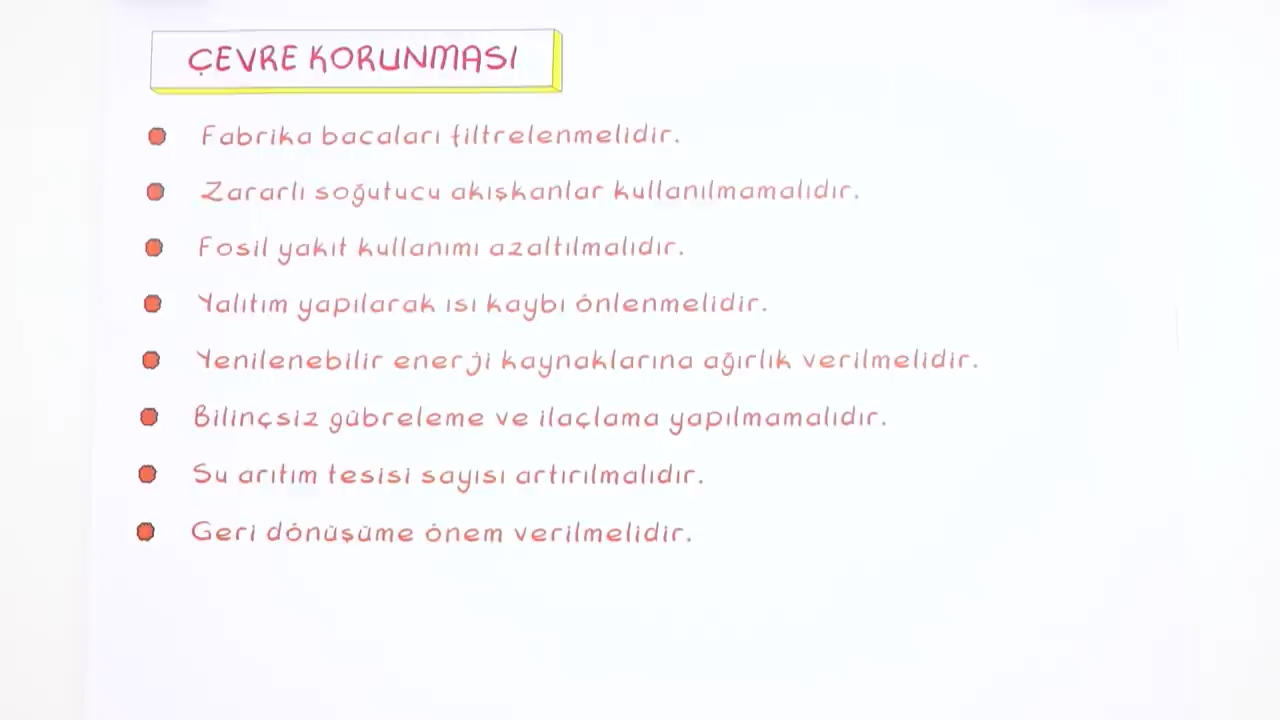 ÇEVRE KORUNMASI
Fabrika bacaları filtrelenmelidir.
Zararlı soğutucu akışkanlar kullanılmamalıdır.
Fosil yakıt kullanımı azaltılmalıdır.
Yalıtım yapılarak ısı kaybı önlenmelidir.
Yenilenebilir enerji kaynaklarına ağırlık verilmelidir.
Bilinçsiz gübreleme ve ilaçlama yapılmamalıdır.
Su arıtım tesisi sayısı artırılmalıdır.
Geri dönüşüme önem verilmelidir.